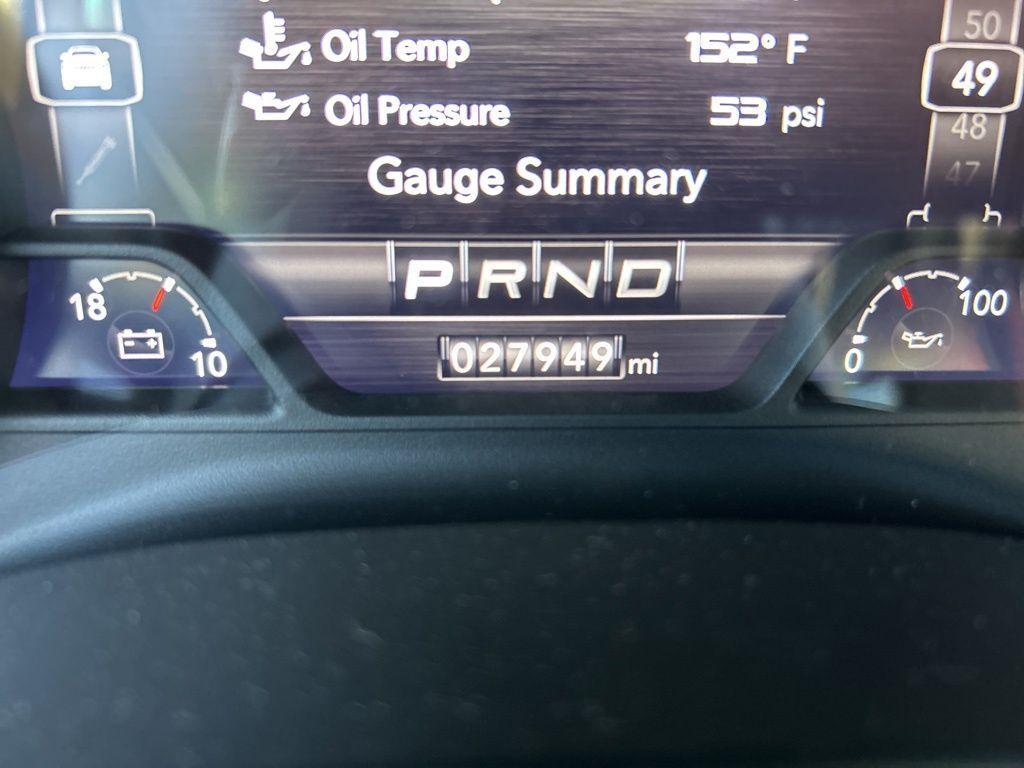 Oil Temp 152° F
Oil Pressure 53 psi
Gauge Summary
50
49
48
47
PRND
18
10
027949 mi
0
100